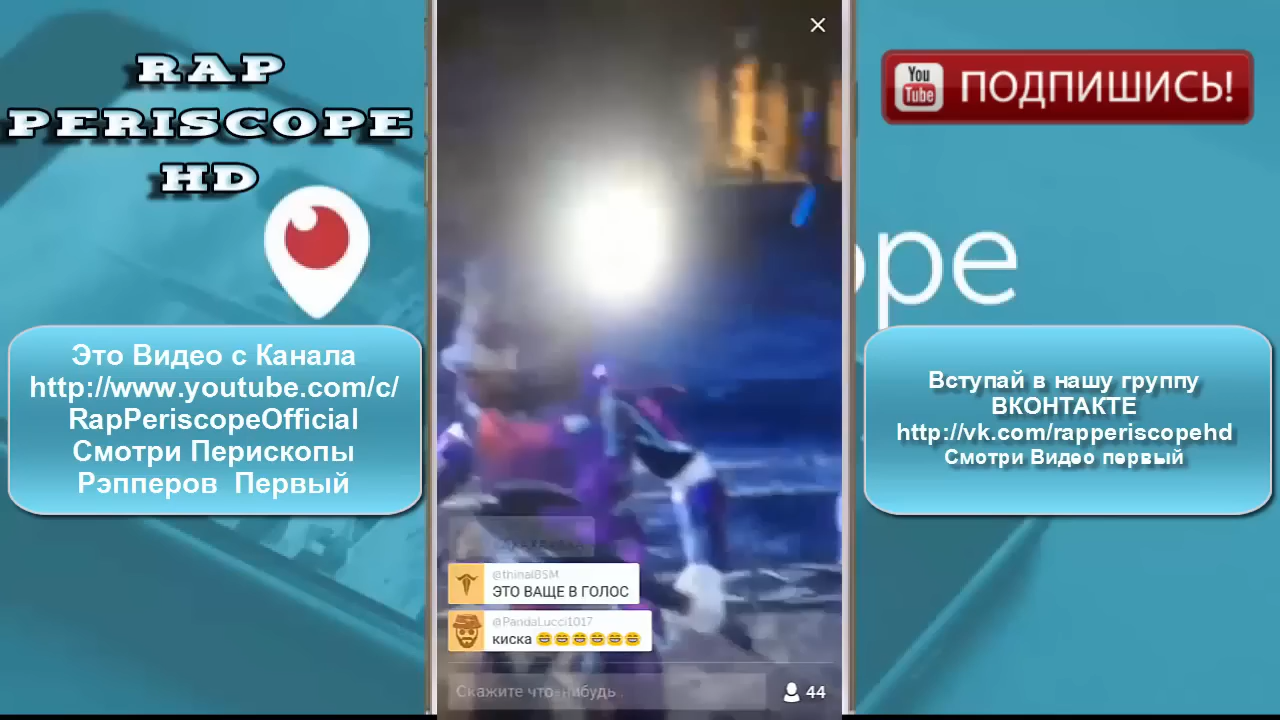 RAP
PERISCOPE
HD
Это Видео с Канала
http://www.youtube.com/c/
RapPeriscopeOfficial
Смотри Перископы
Рэпперов Первый
@thinalBSM
ЭТО ВАЩЕ В ГОЛОС
@PandaLucci1017
киска 😁😁😁😁😁😁
Скажите что-нибудь
44
You
Tube
ПОДПИШИСЬ!
ope
Вступай в нашу группу
ВКОНТАКТЕ
http://vk.com/rapperiscopehd
Смотри Видео первый